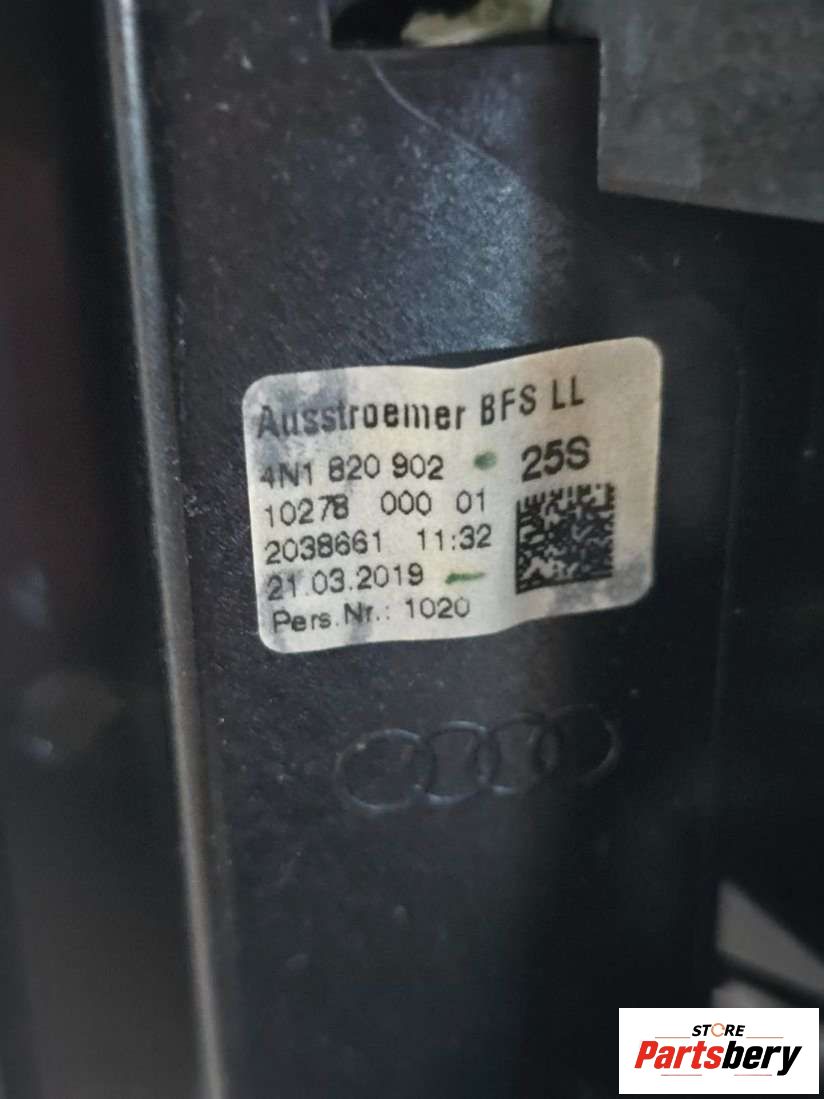 Ausstroemer BFS LL
4N1 820 902 25S
10278 000 01
2038661 11:32
21.03.2019
Pers.Nr.: 1020
STORE
Partsbery